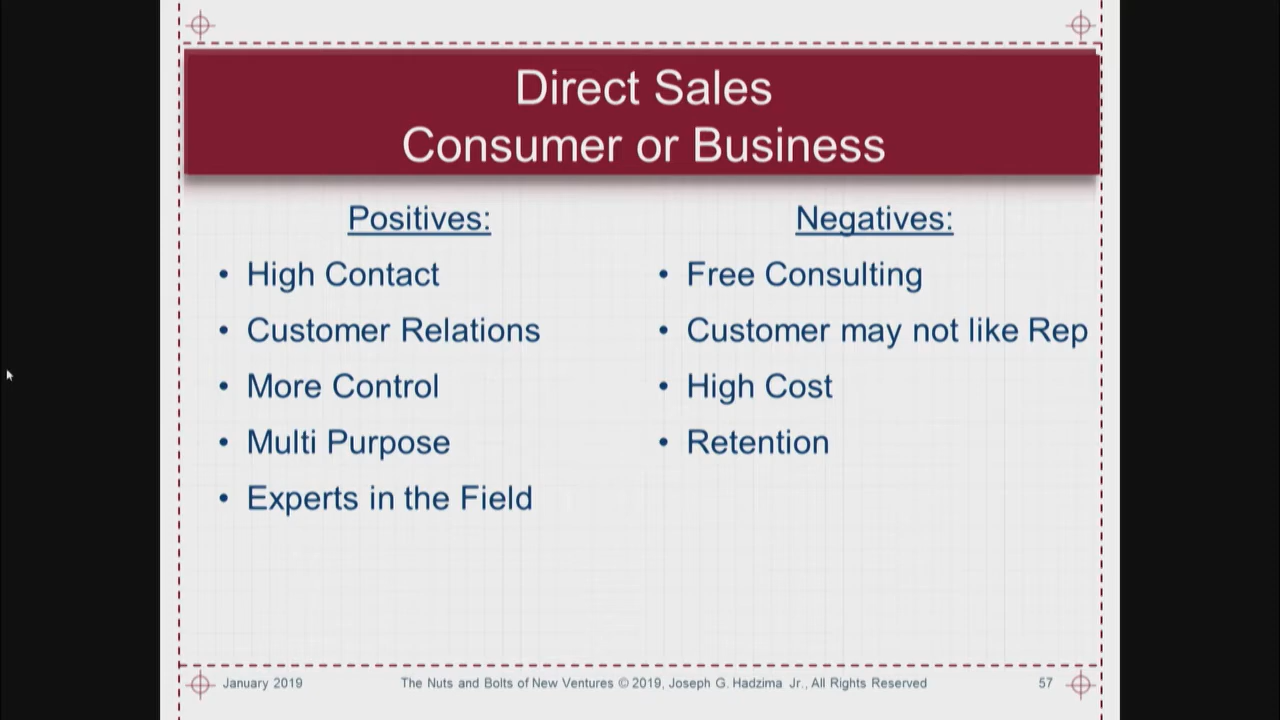 Direct Sales
Consumer or Business
Positives:
• High Contact
• Customer Relations
• More Control
• Multi Purpose
• Experts in the Field
Negatives:
• Free Consulting
• Customer may not like Rep
• High Cost
• Retention
January 2019
The Nuts and Bolts of New Ventures © 2019, Joseph G. Hadzima Jr., All Rights Reserved
57